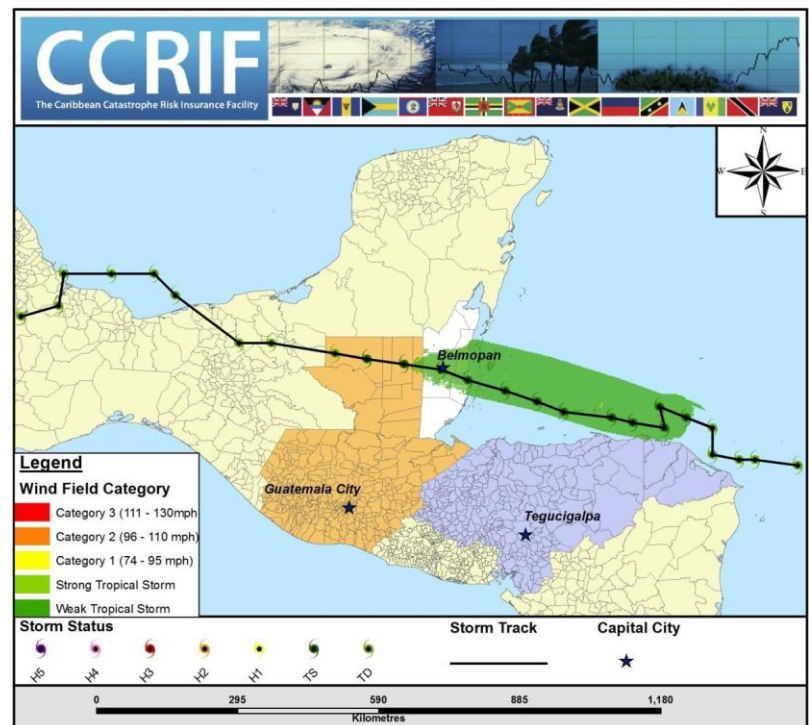 CCRIF
The Caribbean Catastrophe Risk Insurance Facility
N
W E
S
Belmopan
Guatemala City
Tegucigalpa
Legend
Wind Field Category
Category 3 (111 - 130mph
Category 2 (96 - 110 mph)
Category 1 (74 - 95 mph)
Strong Tropical Storm
Weak Tropical Storm
Storm Status
Storm Track
Capital City
H5
H4
H3
H2
H1
TS
TD
0 295 590 885 1,180
Kilometres